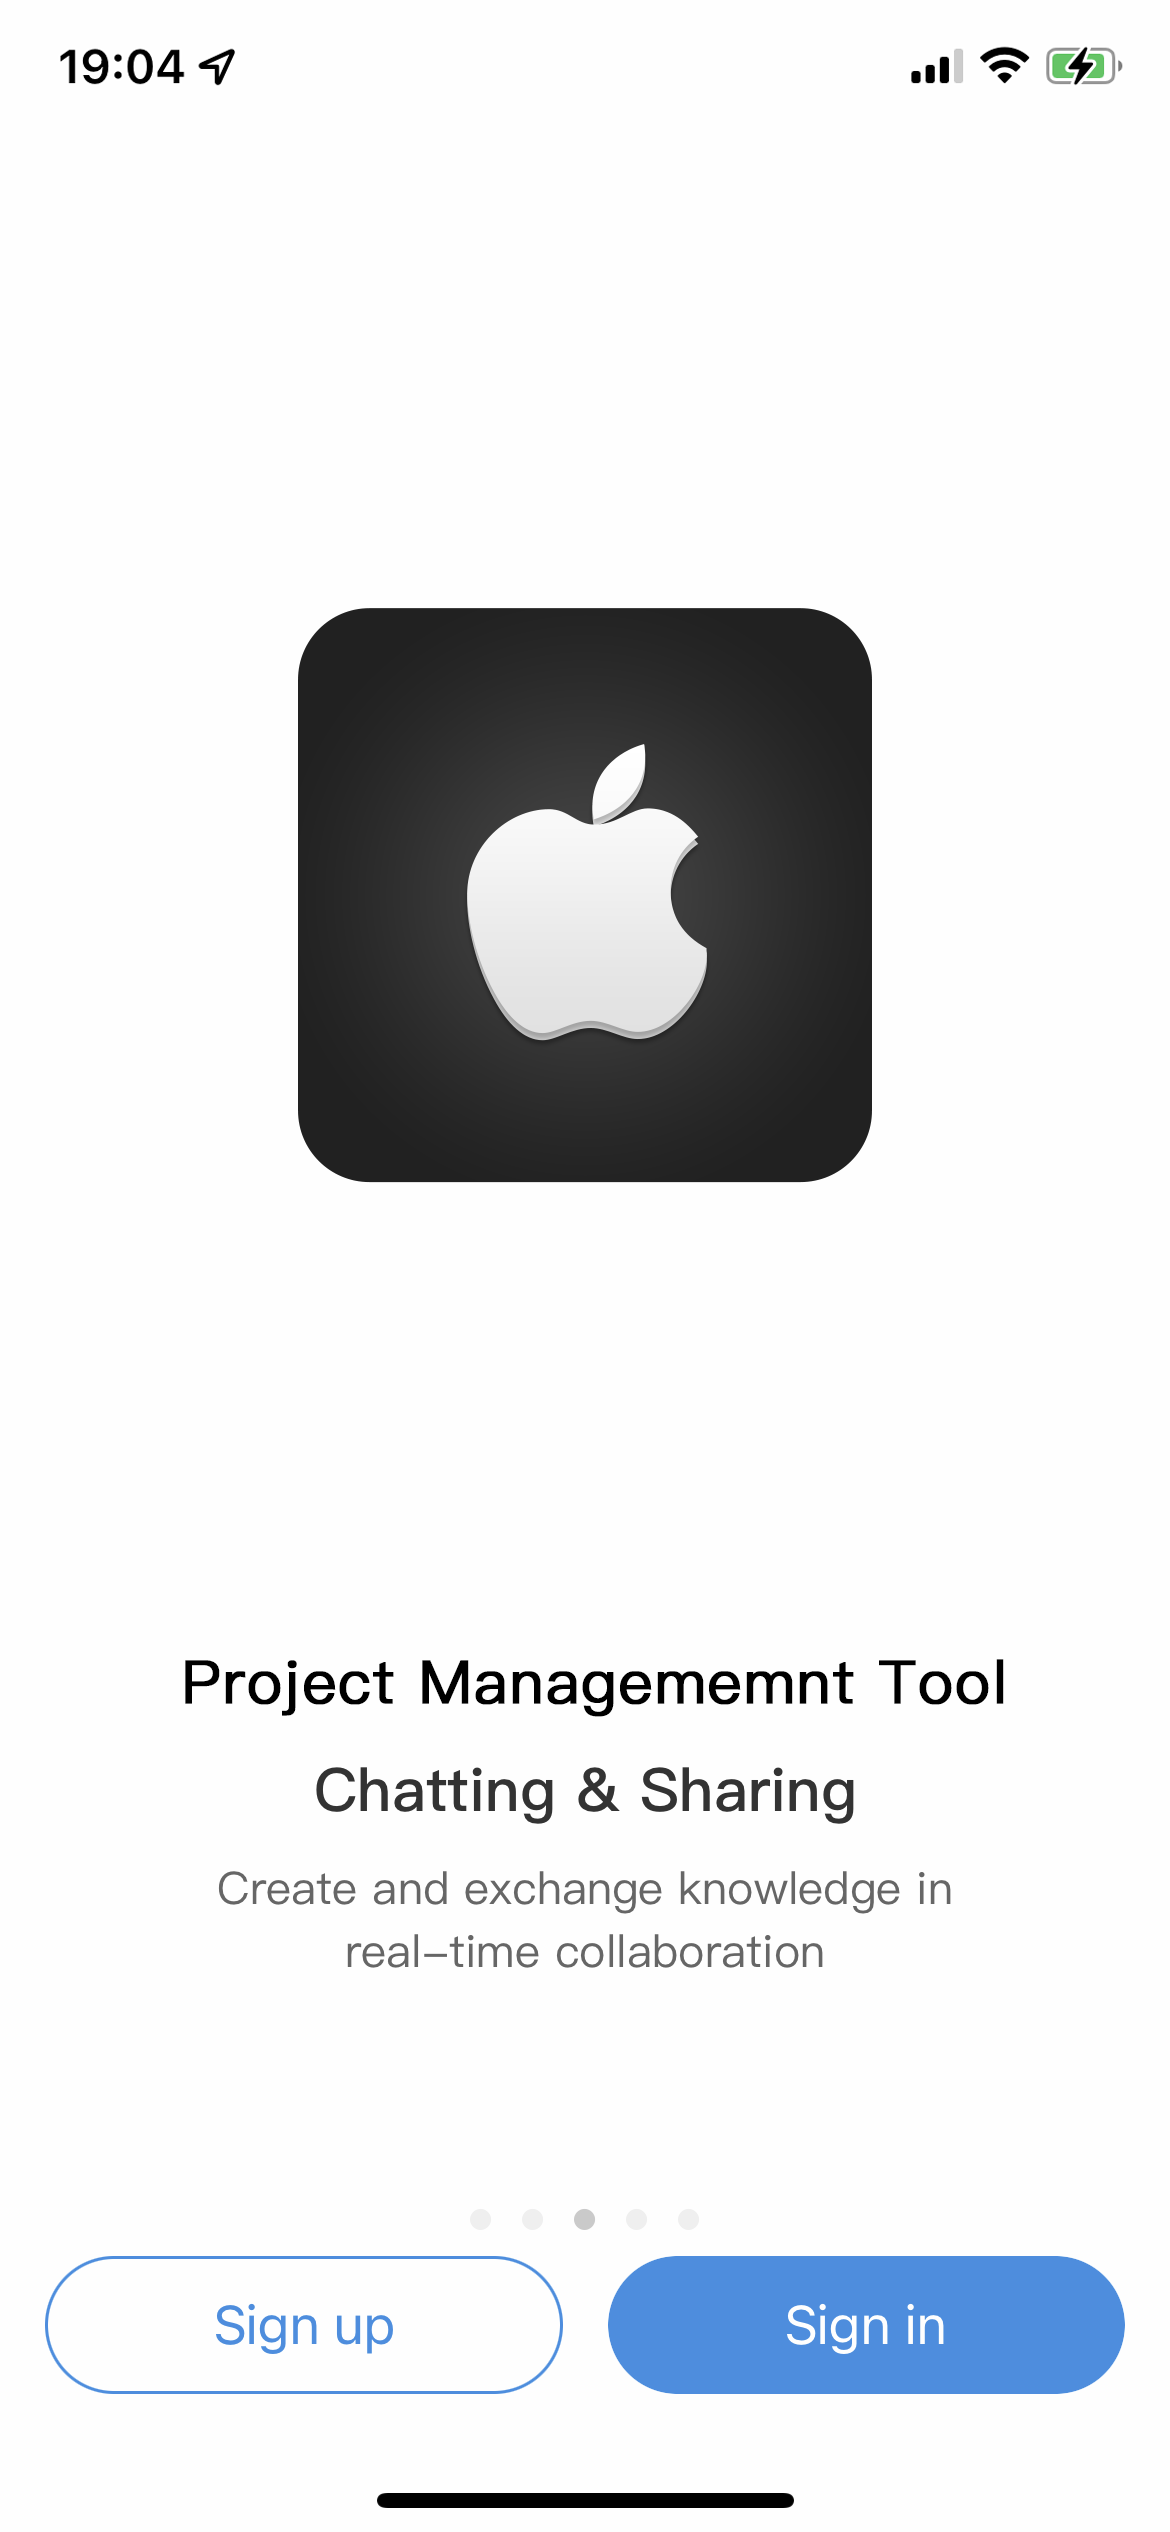 19:04
Project Managememnt Tool
Chatting & Sharing
Create and exchange knowledge in
real–time collaboration
Sign up
Sign in